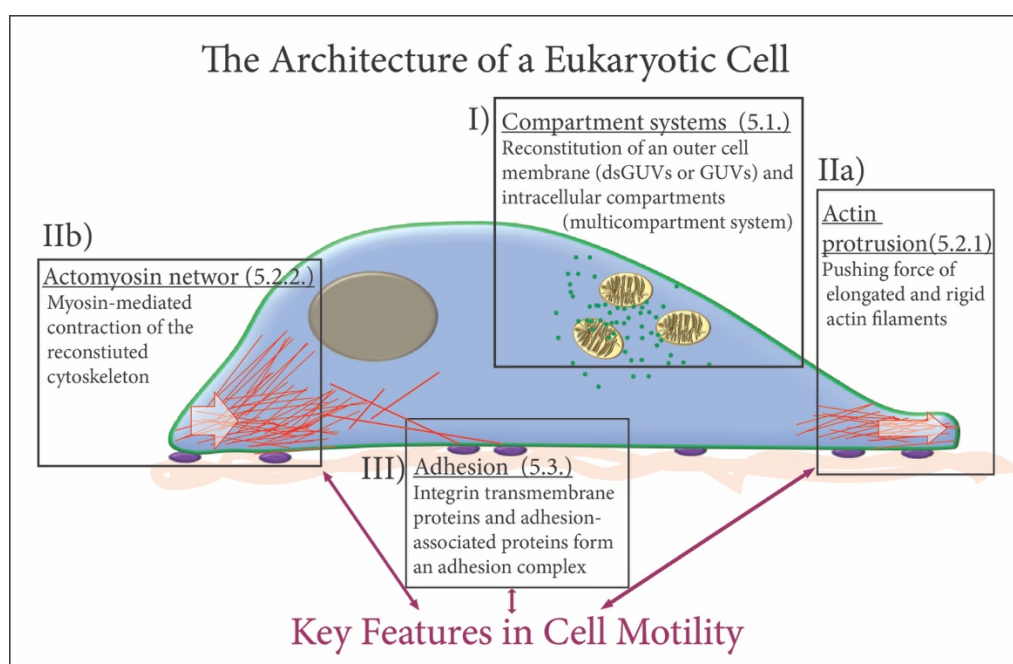 The Architecture of a Eukaryotic Cell
I)
Compartment systems (5.1.)
Reconstitution of an outer cell
membrane (dsGUVs or GUVs) and
intracellular compartments
(multicompartment system)
IIa)
Actin
protrusion(5.2.1)
Pushing force of
elongated and rigid
actin filaments
IIb)
Actomyosin networ (5.2.2.)
Myosin-mediated
contraction of the
reconstiuted
cytoskeleton
III)
Adhesion (5.3.)
Integrin transmembrane
proteins and adhesion-
associated proteins form
an adhesion complex
Key Features in Cell Motility